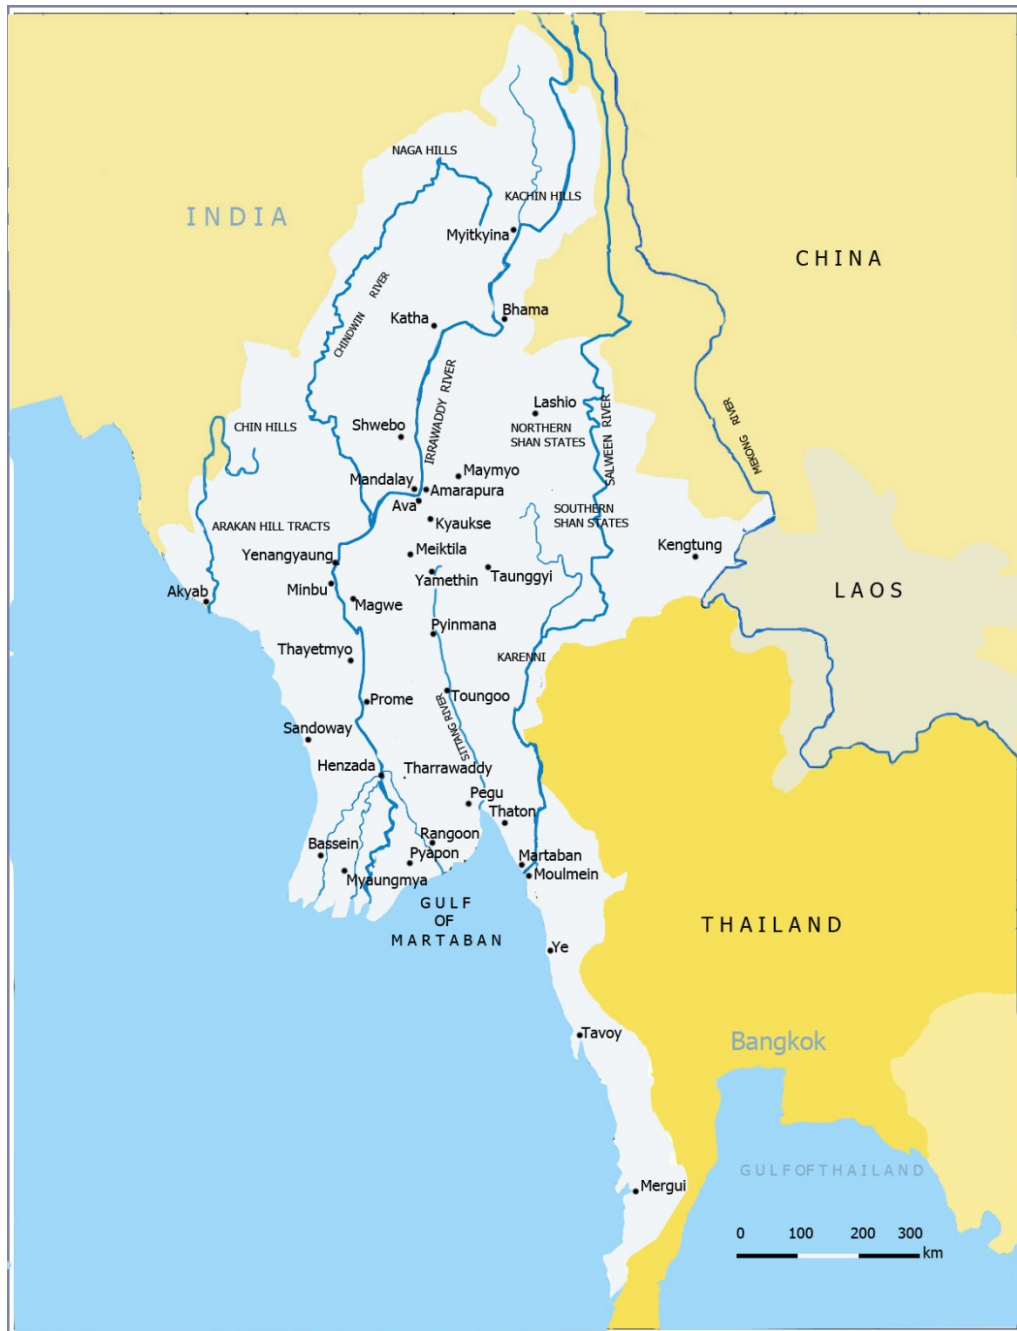 NAGA HILLS
KACHIN HILLS
INDIA
Myitkyina
CHINA
CHINDWIN RIVER
Bhama
Katha
IRRAWADDY RIVER
Lashio
SALWEEN RIVER
MEKONG RIVER
CHIN HILLS
Shwebo
NORTHERN
SHAN STATES
Maymyo
Mandalay
Amarapura
Ava
SOUTHERN
SHAN STATES
ARAKAN HILL TRACTS
Kyaukse
Kengtung
Yenangyaung
Meiktila
Taunggyi
Yamethin
Akyab
Minbu
Magwe
LAOS
Pyinmana
Thayetmyo
KARENNI
Prome
Toungoo
SITTANG RIVER
Sandoway
Henzada
Tharrawaddy
Pegu
Thaton
Rangoon
Bassein
Pyapon
Martaban
Myaungmya
Moulmein
GULF
OF
MARTABAN
THAILAND
Ye
Tavoy
Bangkok
GULF OF THAILAND
Mergui
0 100 200 300
km